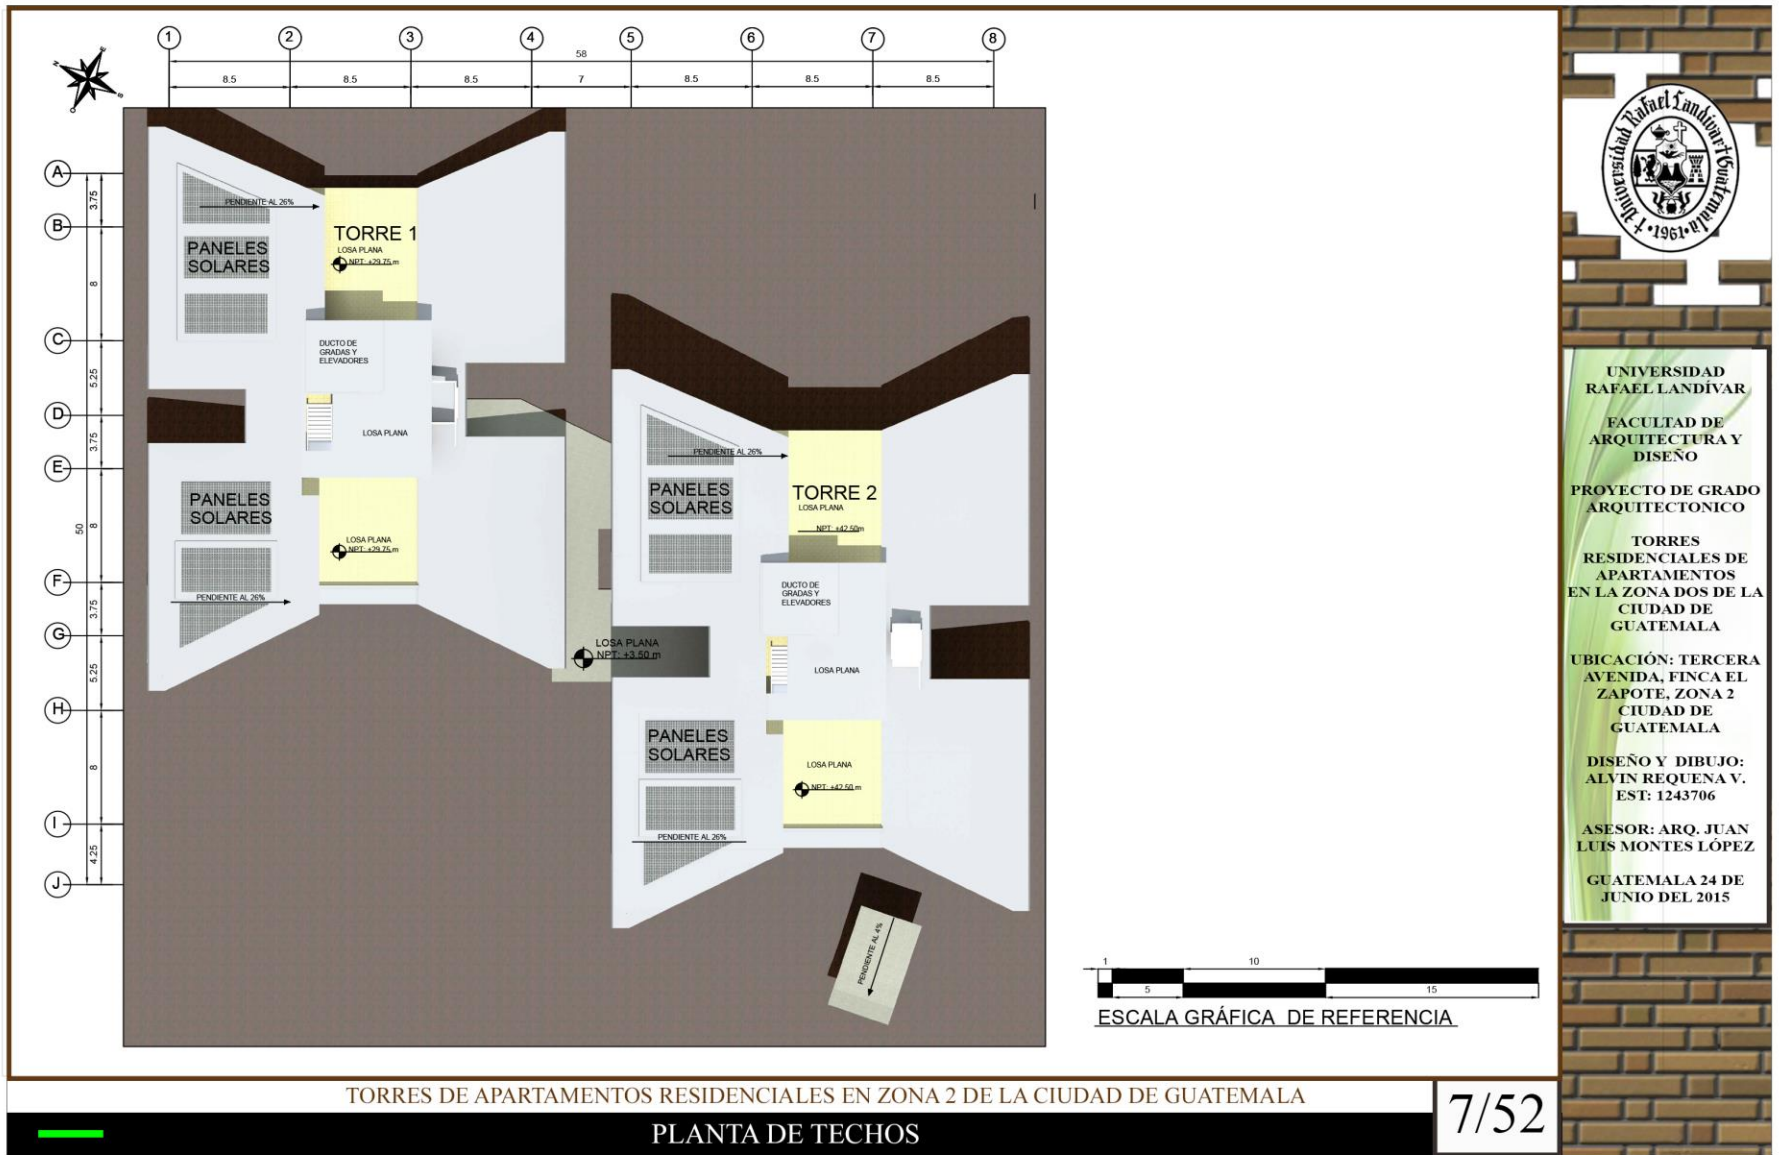 1 2 3 4 5 6 7 8
58
8.5 8.5 8.5 7 8.5 8.5 8.5
N E S O
A
3.75
B
8
C
5.25
D
3.75
E
50
8
F
3.75
G
5.25
H
8
I
4.25
J
PENDIENTE AL 26%
PANELES
SOLARES
TORRE 1
LOSA PLANA
NPT: +29.75 m
DUCTO DE
GRADAS Y
ELEVADORES
LOSA PLANA
PANELES
SOLARES
LOSA PLANA
NPT: +29.75 m
PENDIENTE AL 26%
LOSA PLANA
NPT: +3.50 m
PENDIENTE AL 26%
PANELES
SOLARES
TORRE 2
LOSA PLANA
NPT: +42.50m
DUCTO DE
GRADAS Y
ELEVADORES
LOSA PLANA
PANELES
SOLARES
LOSA PLANA
NPT: +42.50 m
PENDIENTE AL 26%
PENDIENTE AL 4%
1 10
5 15
ESCALA GRÁFICA DE REFERENCIA
Universidad Rafael Landívar Guatemala
1961
UNIVERSIDAD
RAFAEL LANDÍVAR
FACULTAD DE
ARQUITECTURA Y
DISEÑO
PROYECTO DE GRADO
ARQUITECTONICO
TORRES
RESIDENCIALES DE
APARTAMENTOS
EN LA ZONA DOS DE LA
CIUDAD DE
GUATEMALA
UBICACIÓN: TERCERA
AVENIDA, FINCA EL
ZAPOTE, ZONA 2
CIUDAD DE
GUATEMALA
DISEÑO Y DIBUJO:
ALVIN REQUENA V.
EST: 1243706
ASESOR: ARQ. JUAN
LUIS MONTES LÓPEZ
GUATEMALA 24 DE
JUNIO DEL 2015
TORRES DE APARTAMENTOS RESIDENCIALES EN ZONA 2 DE LA CIUDAD DE GUATEMALA
PLANTA DE TECHOS
7/52